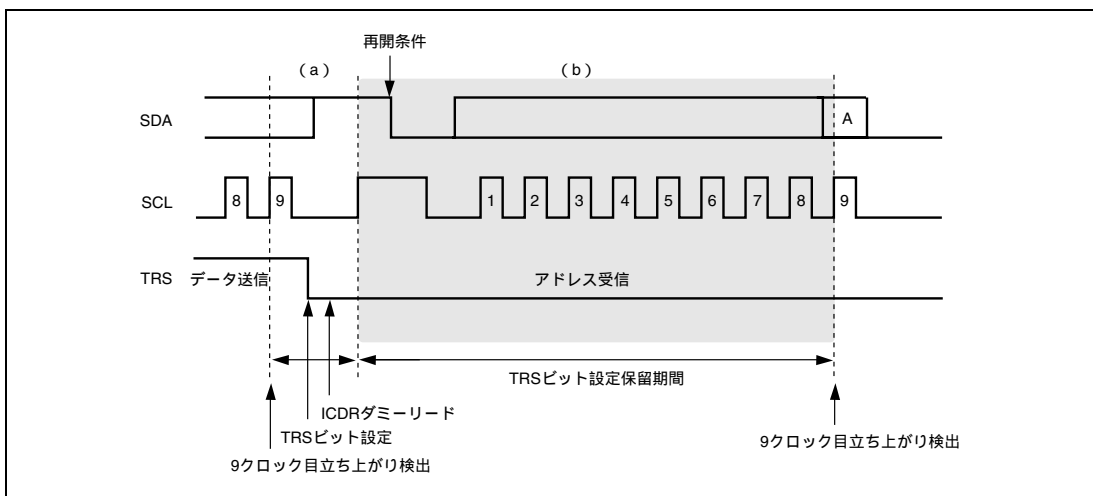 再開条件
（a） （b）
SDA A
SCL 8 9 1 2 3 4 5 6 7 8 9
TRS データ送信 アドレス受信
TRSビット設定保留期間
ICDRダミーリード
TRSビット設定
9クロック目立ち上がり検出 9クロック目立ち上がり検出